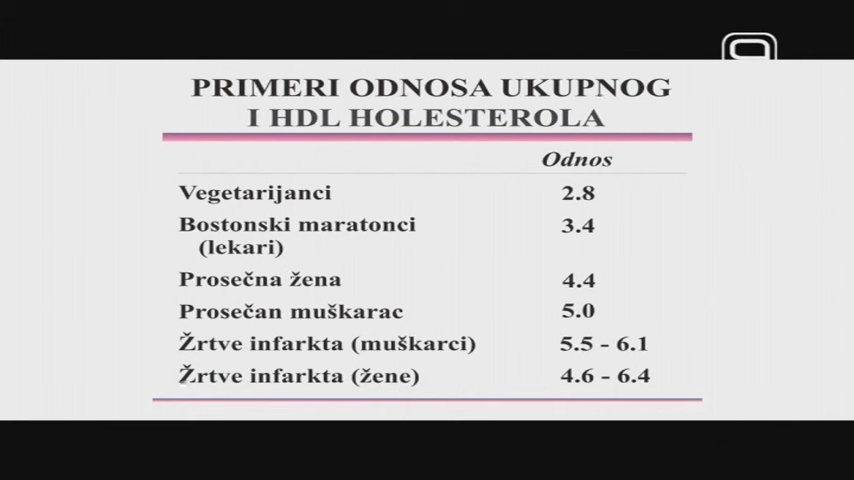 PRIMERI ODNOSA UKUPNOG
I HDL HOLESTEROLA
Odnos
Vegetarijanci 2.8
Bostonski maratonci 3.4
(lekari)
Prosečna žena 4.4
Prosečan muškarac 5.0
Žrtve infarkta (muškarci) 5.5 - 6.1
Žrtve infarkta (žene) 4.6 - 6.4